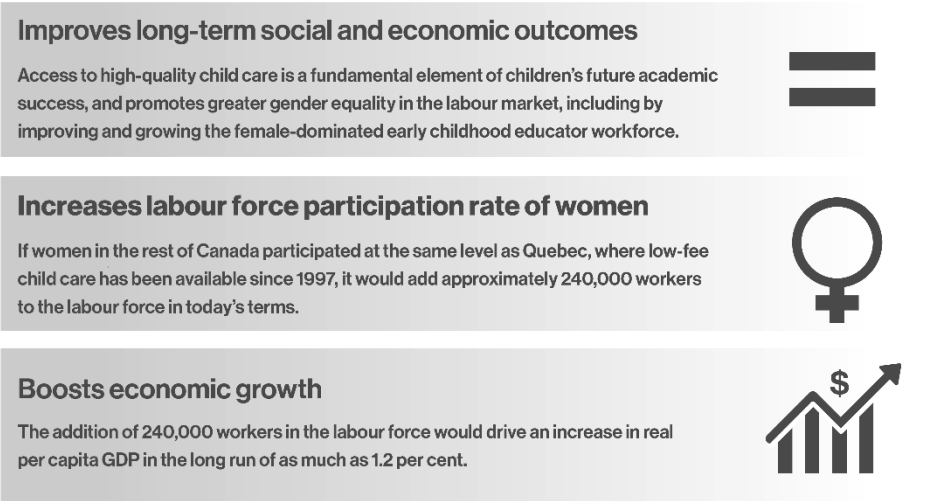 Improves long-term social and economic outcomes
Access to high-quality child care is a fundamental element of children’s future academic
success, and promotes greater gender equality in the labour market, including by
improving and growing the female-dominated early childhood educator workforce.
Increases labour force participation rate of women
If women in the rest of Canada participated at the same level as Quebec, where low-fee
child care has been available since 1997, it would add approximately 240,000 workers
to the labour force in today’s terms.
Boosts economic growth
$
The addition of 240,000 workers in the labour force would drive an increase in real
per capita GDP in the long run of as much as 1.2 per cent.